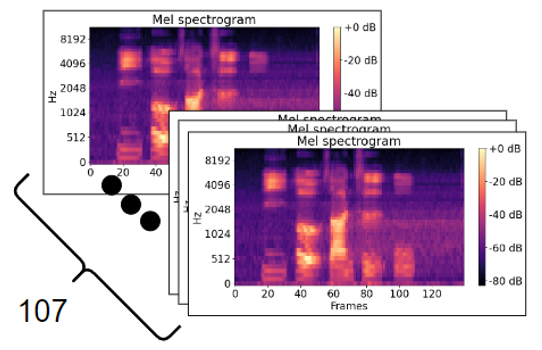 Mel spectrogram
8192
4096
2048
1024
512
0
Hz
0
20
40
+0 dB
-20 dB
-40 dB
Mel spectrogram
Mel spectrogram
Mel spectrogram
8192
4096
2048
1024
512
0
Hz
0 20 40 60 80 100 120
Frames
+0 dB
-20 dB
-40 dB
-60 dB
-80 dB
107